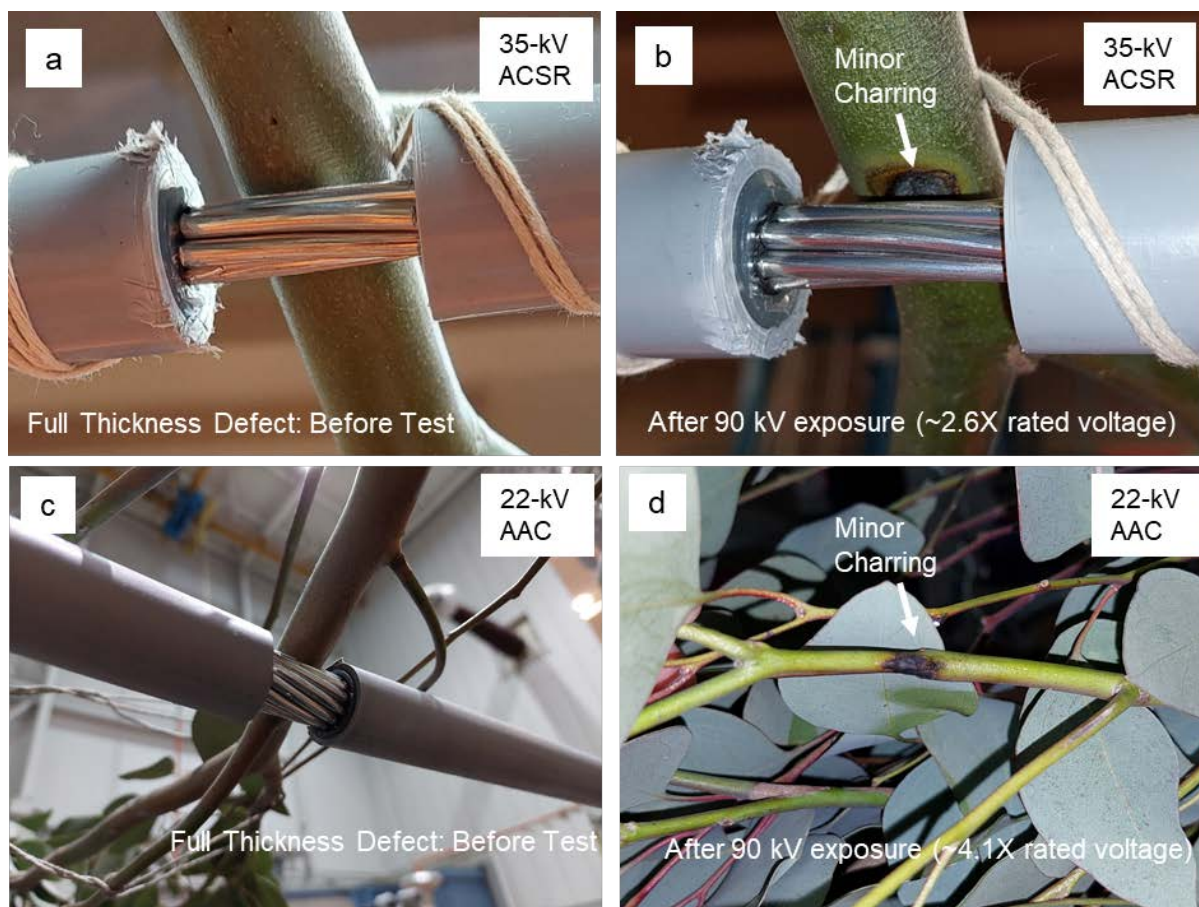 a
35-kV
ACSR
Full Thickness Defect: Before Test
b
Minor
Charring
35-kV
ACSR
After 90 kV exposure (~2.6X rated voltage)
c
22-kV
AAC
Full Thickness Defect: Before Test
d
Minor
Charring
22-kV
AAC
After 90 kV exposure (~4.1X rated voltage)